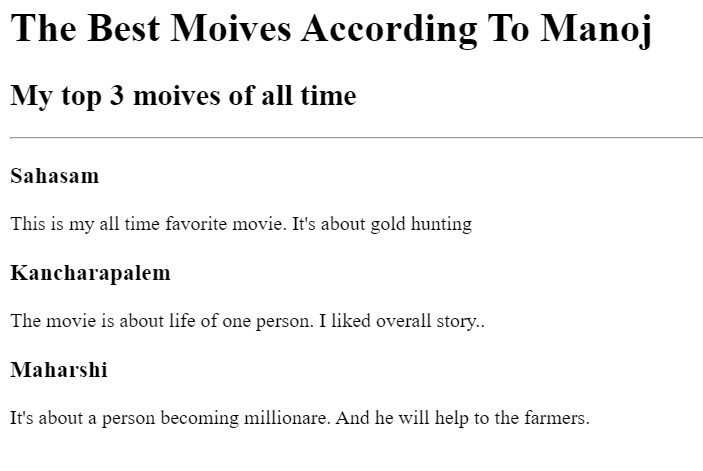 The Best Moives According To Manoj
My top 3 moives of all time
Sahasam
This is my all time favorite movie. It's about gold hunting
Kancharapalem
The movie is about life of one person. I liked overall story..
Maharshi
It's about a person becoming millionare. And he will help to the farmers.